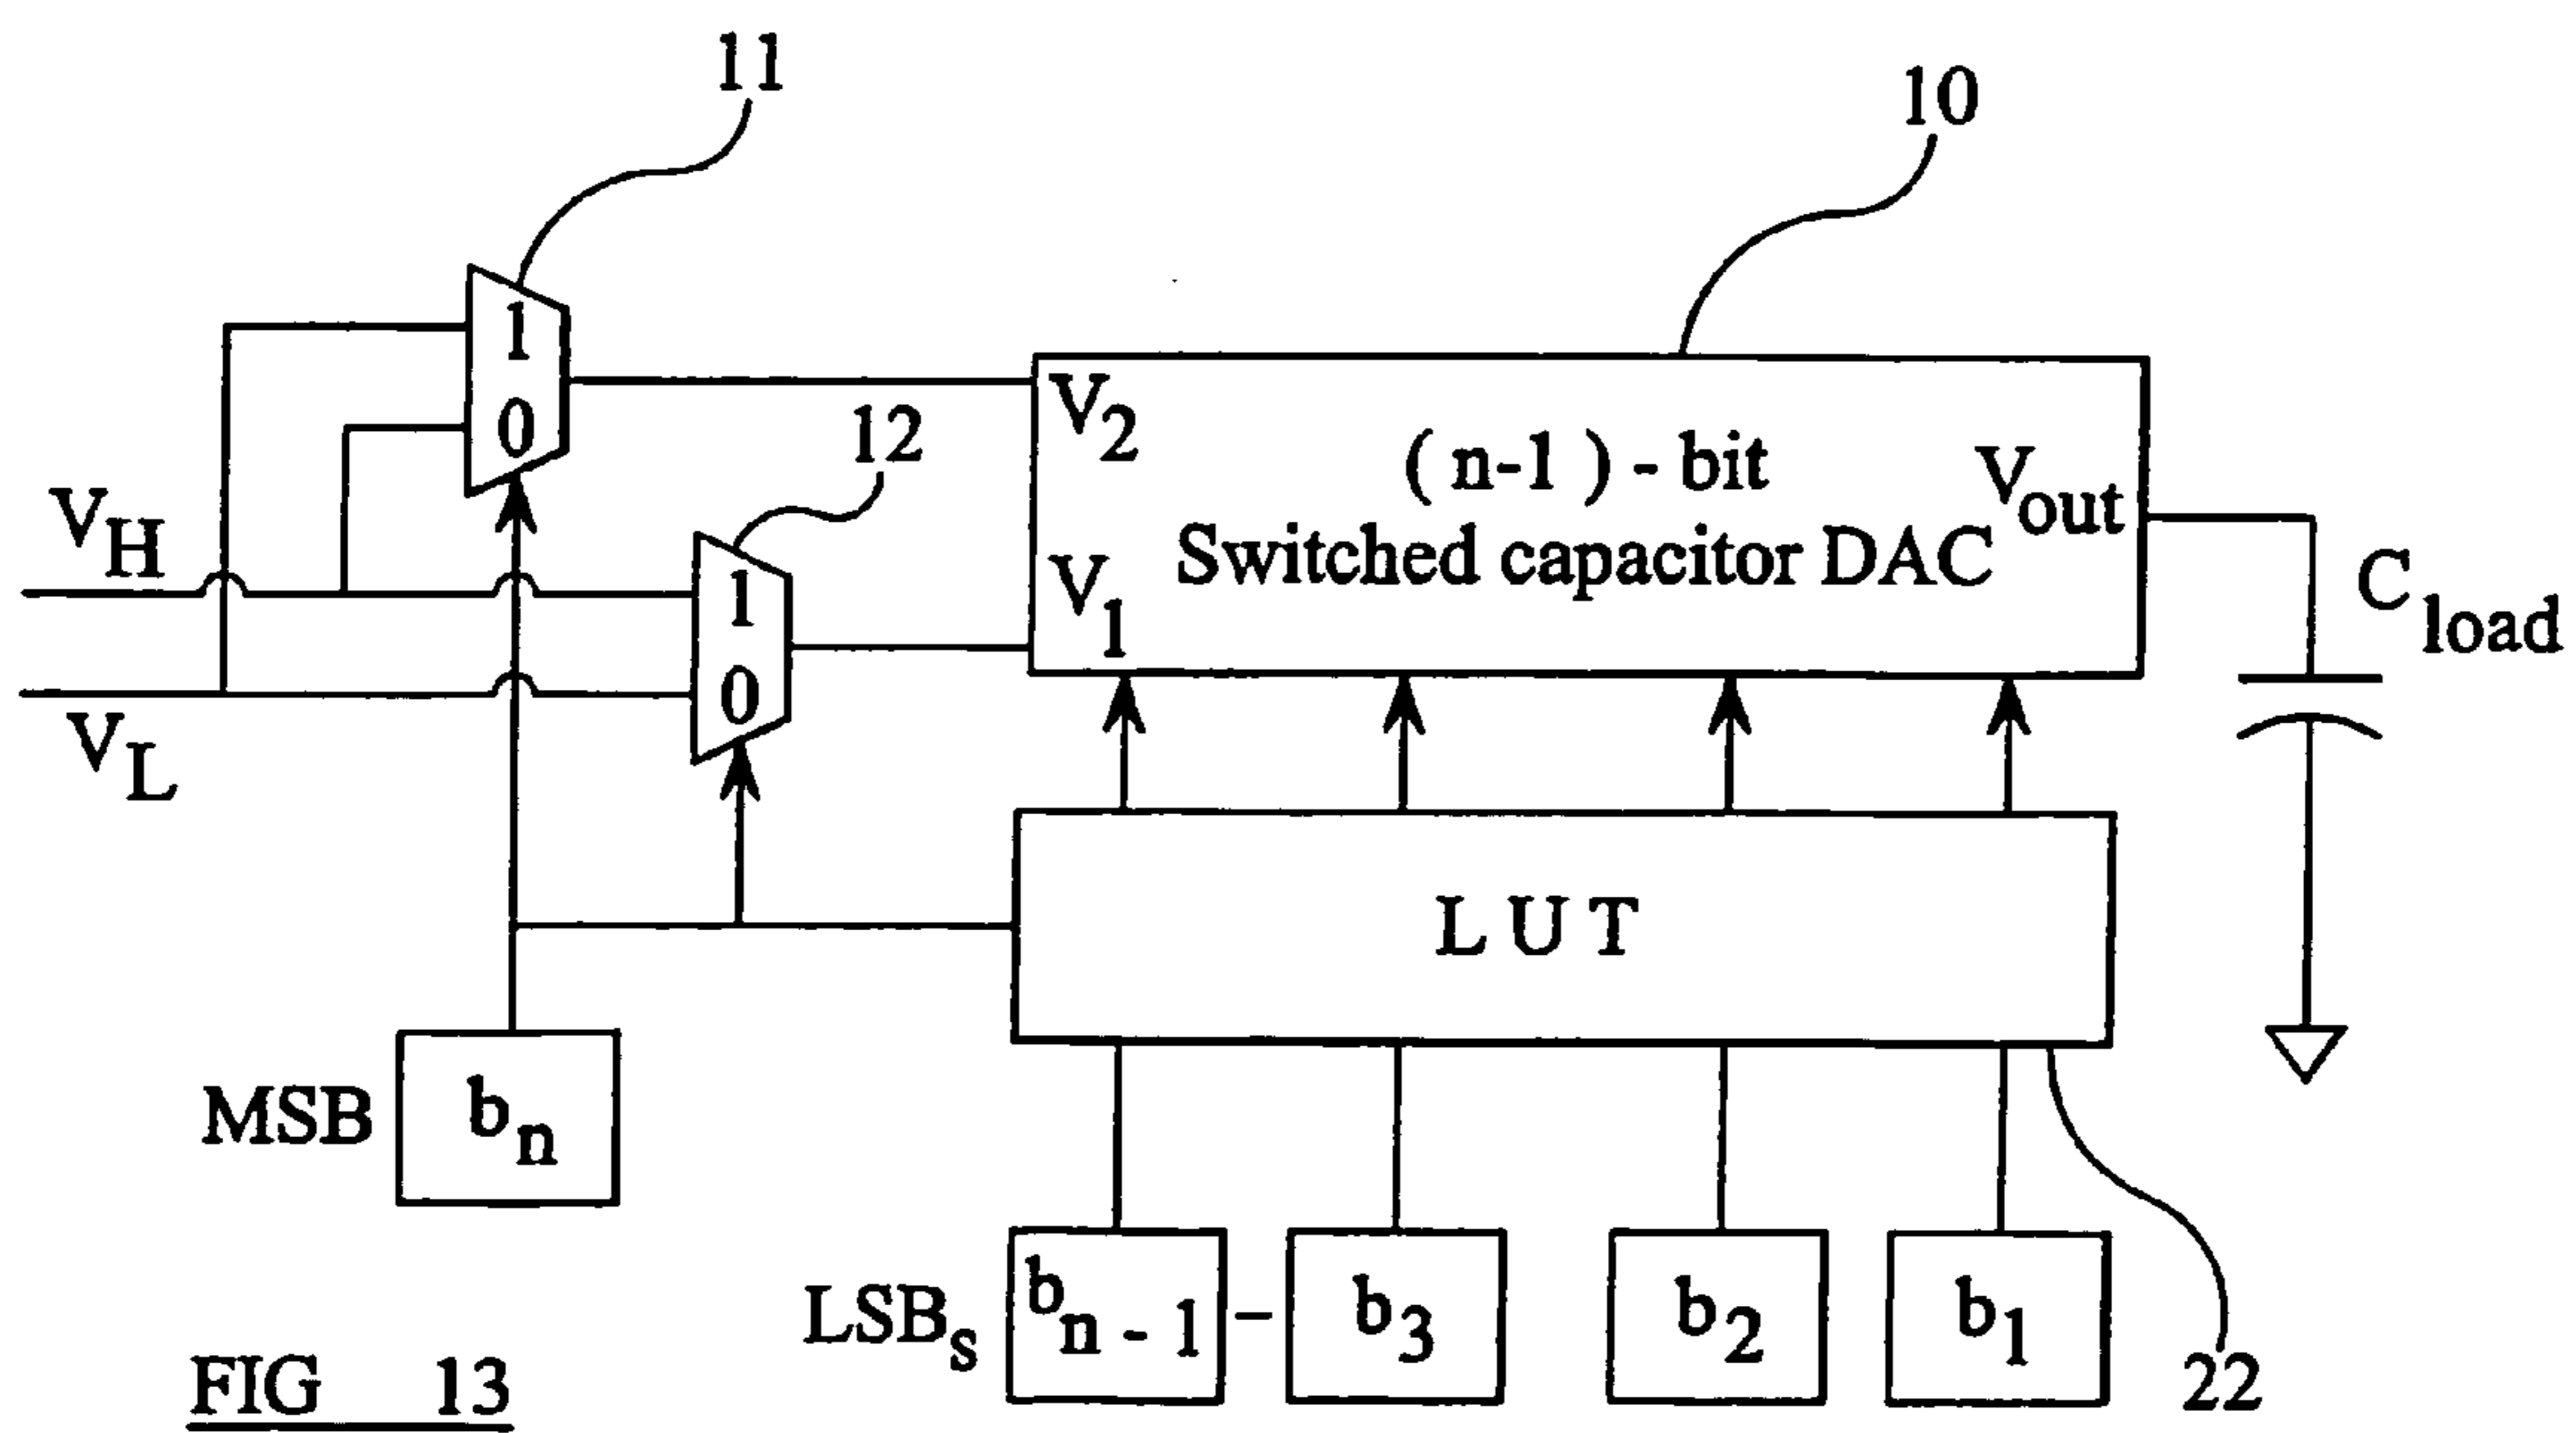 11
10
1
0
12
V2
( n-1 ) - bit
Switched capacitor DAC
Vout
VH
V1
1
0
Cload
VL
L U T
MSB
bn
LSBs
bn - 1
–
b3
b2
b1
22
FIG 13